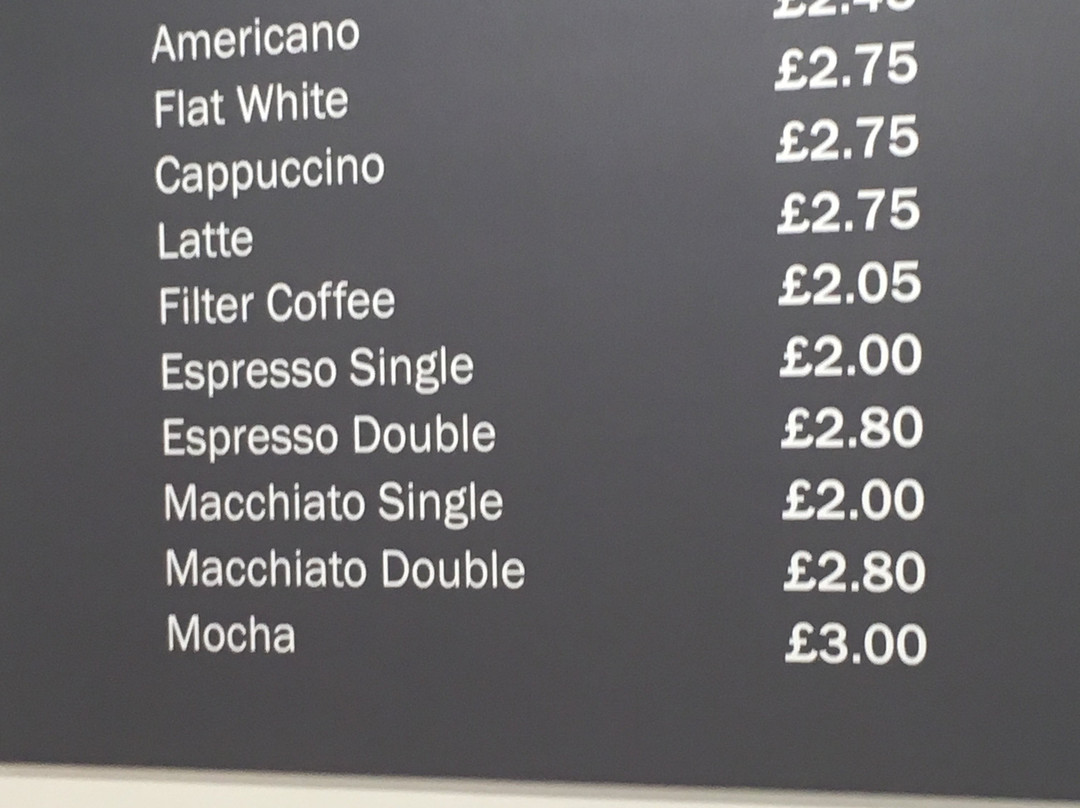 Americano
Flat White £2.75
Cappuccino £2.75
Latte £2.75
Filter Coffee £2.05
Espresso Single £2.00
Espresso Double £2.80
Macchiato Single £2.00
Macchiato Double £2.80
Mocha £3.00